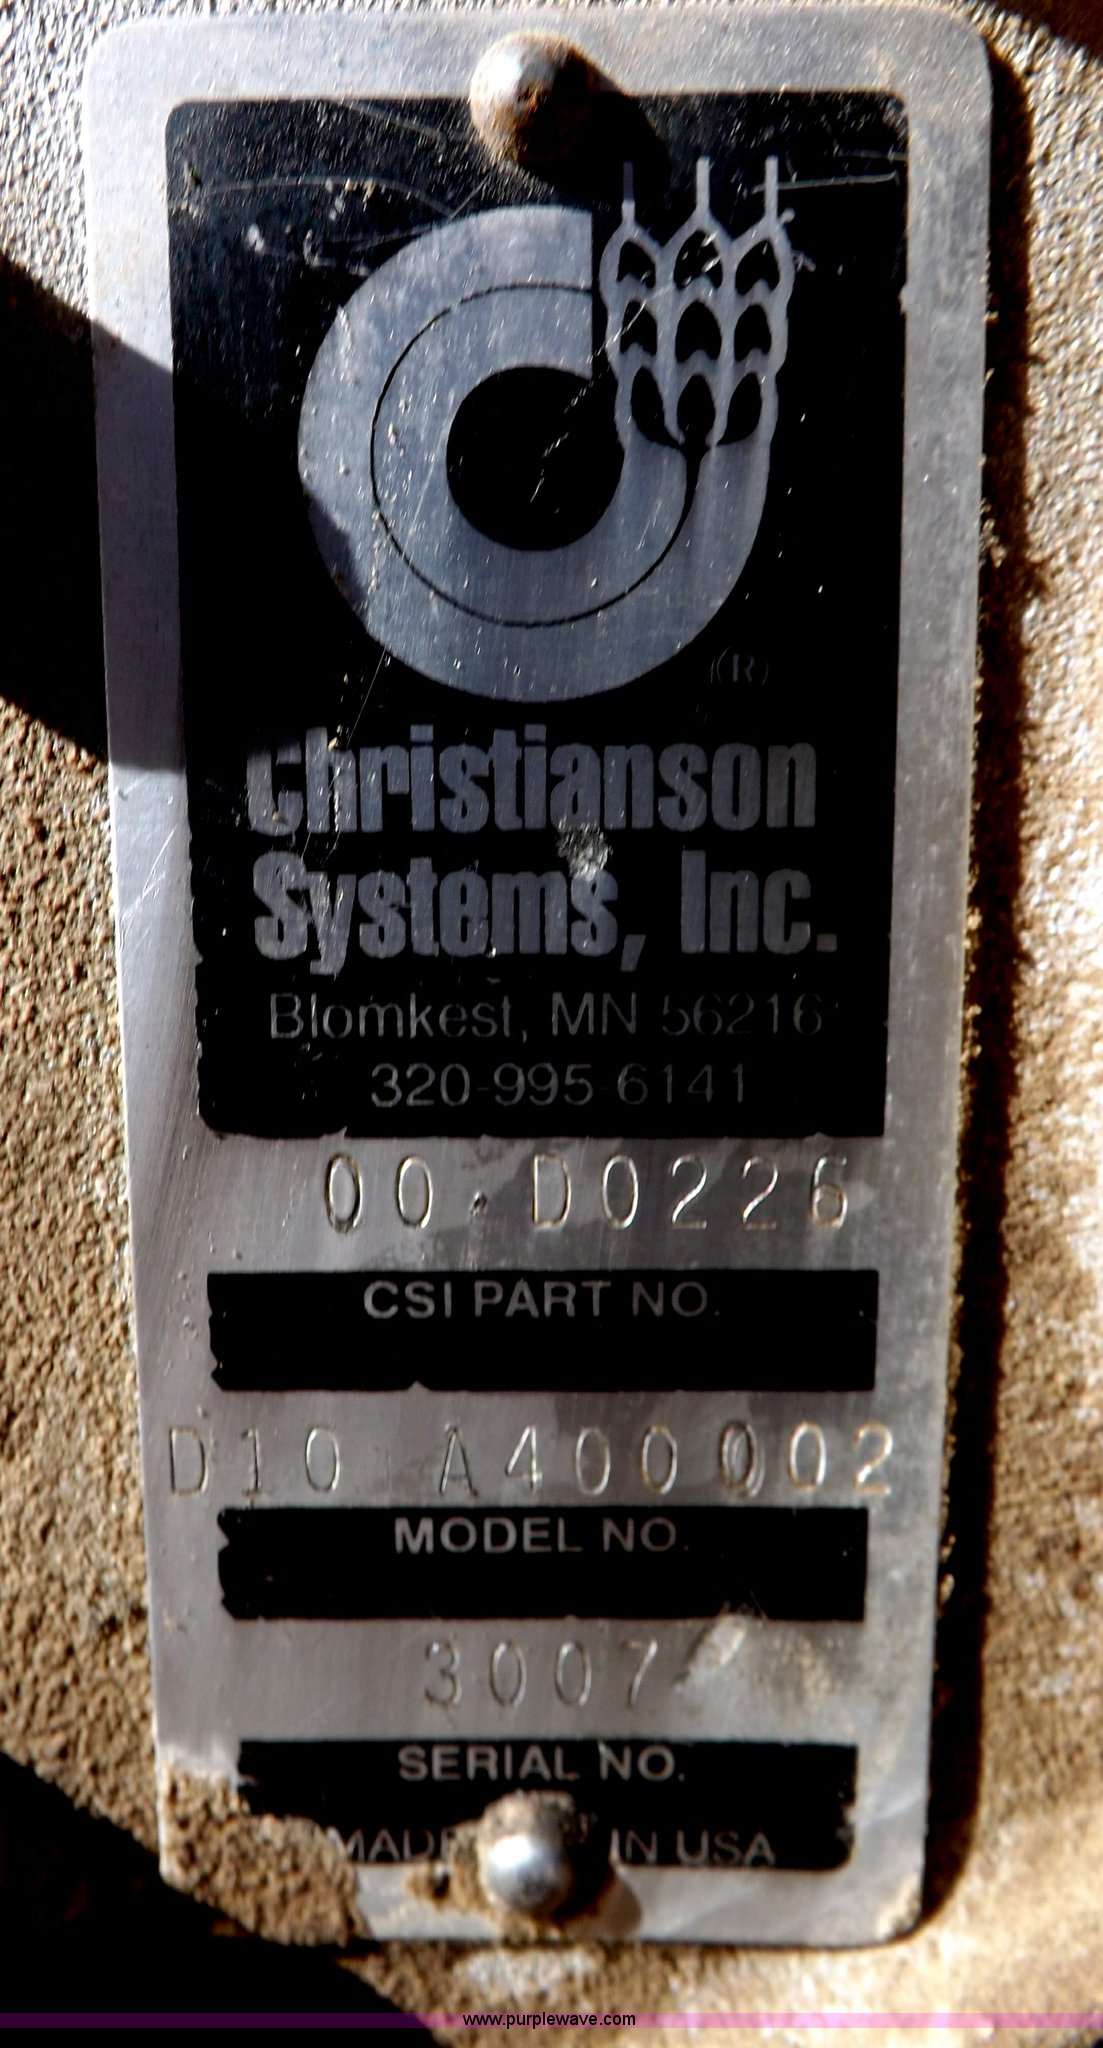 (R)
Christianson
Systems, Inc.
Blomkest, MN 56216
320-995-6141
00-D0226
CSI PART NO.
D10 A400002
MODEL NO.
3007
SERIAL NO.
MADE IN USA
www.purplewave.com